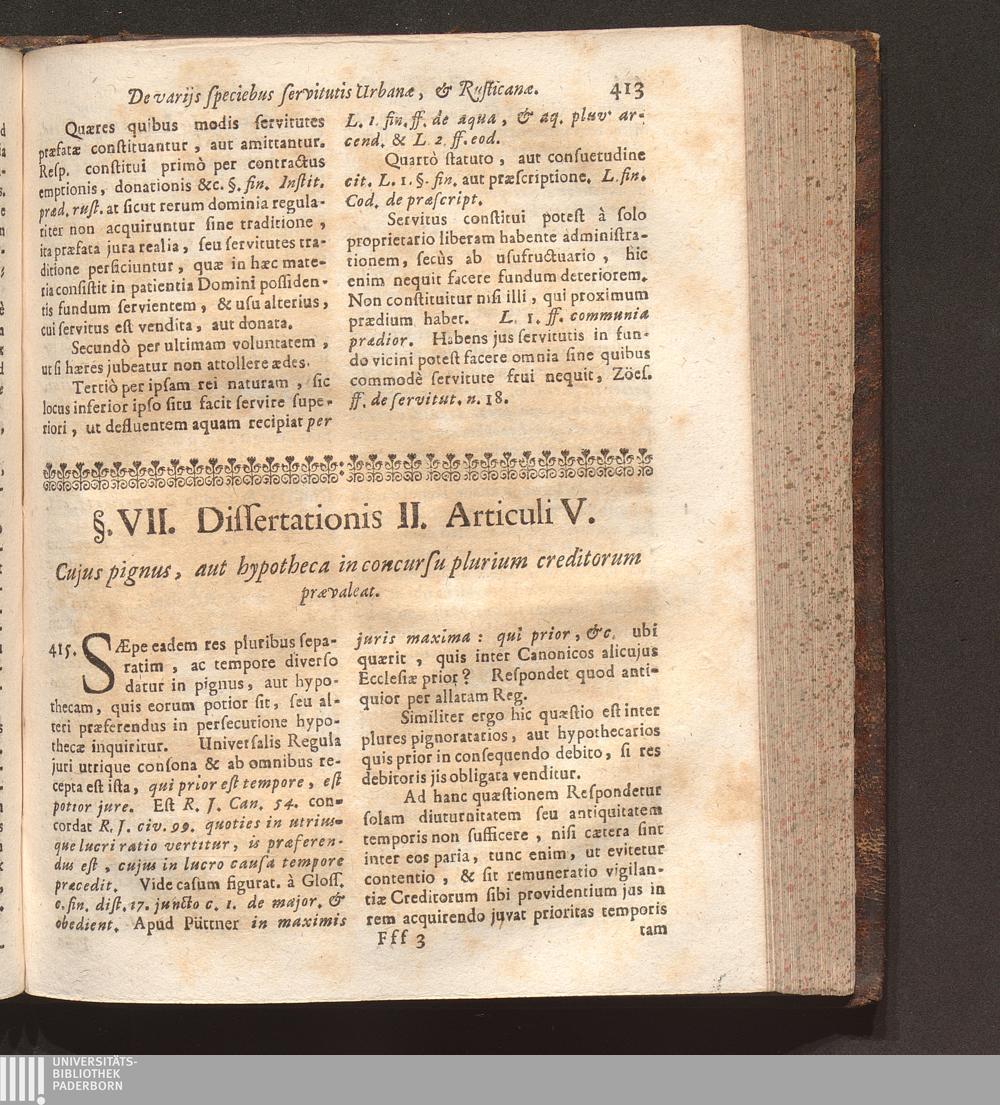 De varijs ſpeciebus ſervitutis Urbanæ, & Ruſticanæ. 413
Quæres quibus modis ſervitutes
præfatæ conſtituantur, aut amittantur.
Reſp. conſtitui primò per contractus
emptionis, donationis &c. §. fin. Inſtit.
præd. ruſt. at ſicut rerum dominia regula-
riter non acquiruntur ſine traditione,
ita præfata jura realia, ſeu ſervitutes tra-
ditione perficiuntur, quæ in hæc mate-
ria conſiſtit in patientia Domini poſſiden-
tis fundum ſervientem, & uſu alterius,
cui ſervitus eſt vendita, aut donata.
Secundò per ultimam voluntatem,
ut ſi hæres jubeatur non attollere ædes.
Tertiò per ipſam rei naturam, ſic
locus inferior ipſo ſitu facit ſervire ſupe-
riori, ut defluentem aquam recipiat per
L. 1. fin. ff. de aqua, & aq. pluv. ar-
cend. & L. 2. ff. eod.
Quartò ſtatuto, aut conſuetudine
cit. L. 1. §. fin. aut præſcriptione. L. fin.
Cod. de præſcript.
Servitus conſtitui poteſt à ſolo
proprietario liberam habente adminiſtra-
tionem, ſecùs ab uſufructuario, hic
enim nequit facere fundum deteriorem.
Non conſtituitur niſi illi, qui proximum
prædium habet. L. 1. ff. communia
prædior. Habens jus ſervitutis in fun-
do vicini poteſt facere omnia ſine quibus
commodè ſervitute frui nequit, Zöeſ.
ff. de ſervitut. n. 18.
§. VII. Diſſertationis II. Articuli V.
Cujus pignus, aut hypotheca in concurſu plurium creditorum
prævaleat.
415. SÆpe eadem res pluribus ſepa-
ratim, ac tempore diverſo
datur in pignus, aut hypo-
thecam, quis eorum potior ſit, ſeu al-
teri præferendus in perſecutione hypo-
thecæ inquiritur. Univerſalis Regula
juri utrique conſona & ab omnibus re-
cepta eſt iſta, qui prior eſt tempore, eſt
potior jure. Eſt R. J. Can. 54. con-
cordat R. J. civ. 99. quoties in utriuſ-
que lucri ratio vertitur, is præferen-
dus eſt, cujus in lucro cauſa tempore
præcedit. Vide caſum figurat. à Gloſſ.
c. fin. diſt. 17. juncto c. 1. de major. &
obedient. Apud Püttner in maximis
juris maxima: qui prior, &c. ubi
quærit, quis inter Canonicos alicujus
Eccleſiæ prior? Reſpondet quod anti-
quior per allatam Reg.
Similiter ergo hic quæſtio eſt inter
plures pignoratarios, aut hypothecarios
quis prior in conſequendo debito, ſi res
debitoris jis obligata venditur.
Ad hanc quæſtionem Reſpondetur
ſolam diuturnitatem ſeu antiquitatem
temporis non ſufficere, niſi cætera ſint
inter eos paria, tunc enim, ut evitetur
contentio, & ſit remuneratio vigilan-
tiæ Creditorum ſibi providentium jus in
rem acquirendo juvat prioritas temporis
Fff 3 tam
UNIVERSITÄTS-
BIBLIOTHEK
PADERBORN